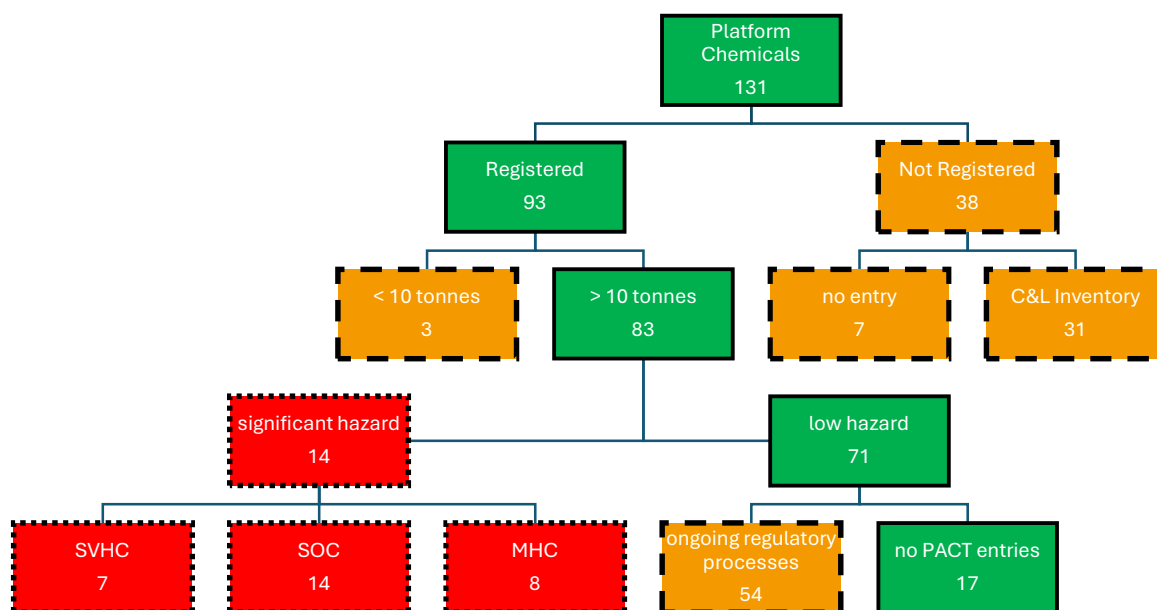 Platform
Chemicals
131
Registered
93
Not Registered
38
< 10 tonnes
3
> 10 tonnes
83
no entry
7
C&L Inventory
31
significant hazard
14
low hazard
71
SVHC
7
SOC
14
MHC
8
ongoing regulatory
processes
54
no PACT entries
17